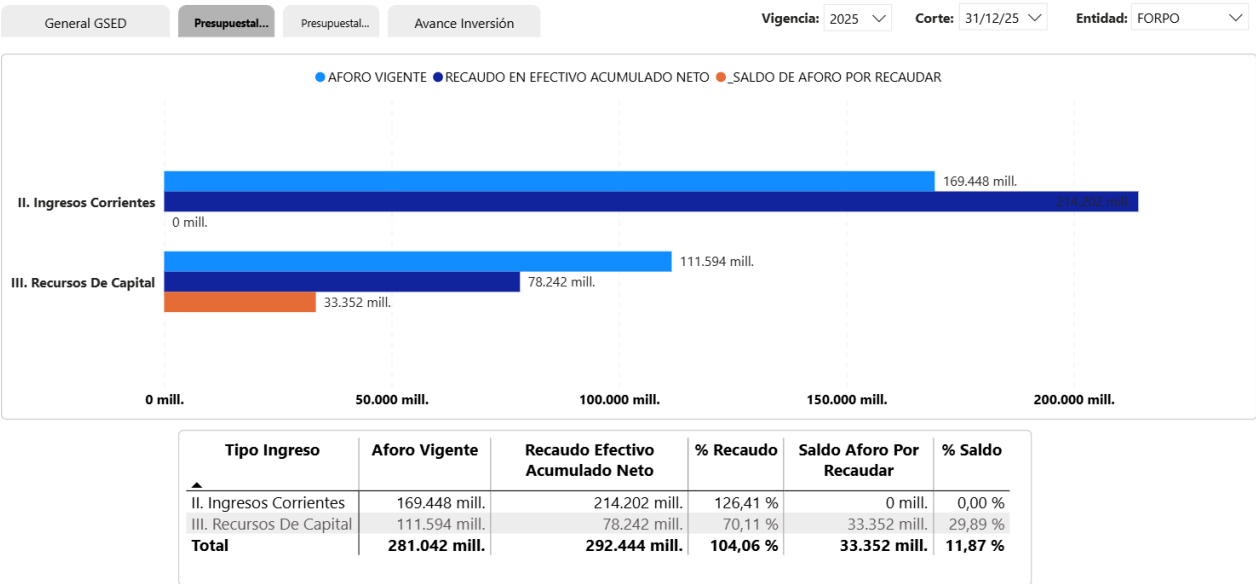 General GSED Presupuestal... Presupuestal... Avance Inversión Vigencia: 2025 Corte: 31/12/25 Entidad: FORPO
AFORO VIGENTE RECAUDO EN EFECTIVO ACUMULADO NETO _SALDO DE AFORO POR RECAUDAR
169.448 mill.
II. Ingresos Corrientes 214.202 mill.
0 mill.
111.594 mill.
III. Recursos De Capital 78.242 mill.
33.352 mill.
0 mill. 50.000 mill. 100.000 mill. 150.000 mill. 200.000 mill.
Tipo Ingreso Aforo Vigente Recaudo Efectivo % Recaudo Saldo Aforo Por % Saldo
Acumulado Neto Recaudar
II. Ingresos Corrientes 169.448 mill. 214.202 mill. 126,41 % 0 mill. 0,00 %
III. Recursos De Capital 111.594 mill. 78.242 mill. 70,11 % 33.352 mill. 29,89 %
Total 281.042 mill. 292.444 mill. 104,06 % 33.352 mill. 11,87 %